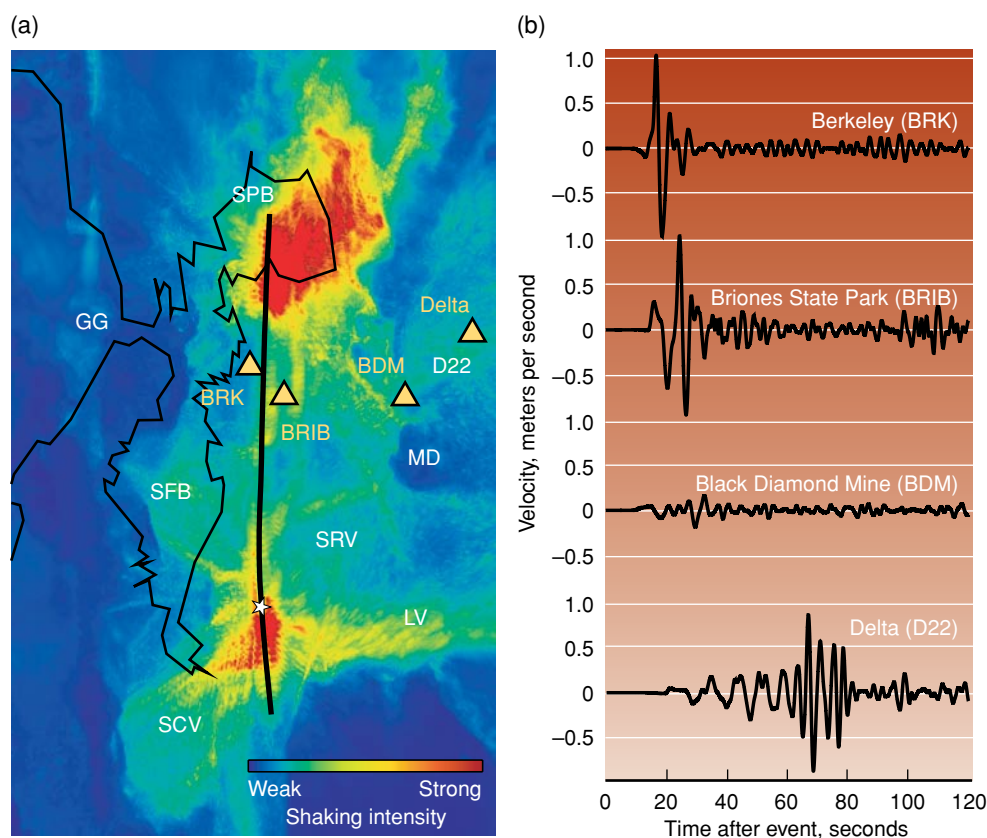 (a)
SPB
GG
Delta
BDM
D22
BRK
BRIB
MD
SFB
SRV
LV
SCV
Weak
Strong
Shaking intensity
(b)
Velocity, meters per second
1.0
0.5
0
–0.5
Berkeley (BRK)
1.0
0.5
0
–0.5
Briones State Park (BRIB)
1.0
0.5
0
–0.5
Black Diamond Mine (BDM)
1.0
0.5
0
–0.5
Delta (D22)
0 20 40 60 80 100 120
Time after event, seconds